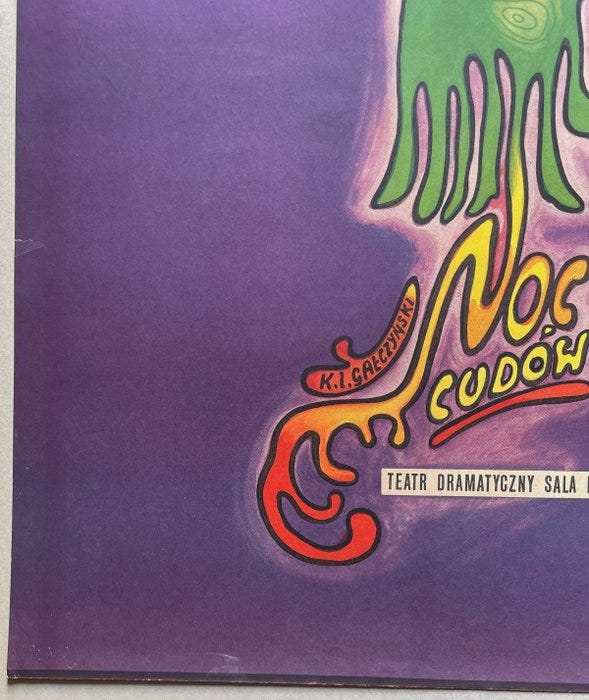 NOC
K.I.GAŁCZYŃSKI
CUDÓW
TEATR DRAMATYCZNY SALA